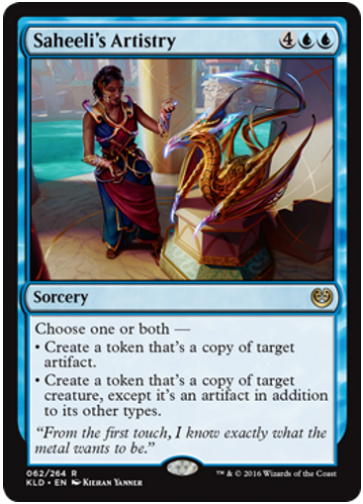 Saheeli's Artistry 4
Sorcery
Choose one or both —
• Create a token that's a copy of target
artifact.
• Create a token that's a copy of target
creature, except it's an artifact in addition
to its other types.
"From the first touch, I know exactly what the
metal wants to be."
062/264 R
KLD • EN Kieran Yanner
™ & © 2016 Wizards of the Coast